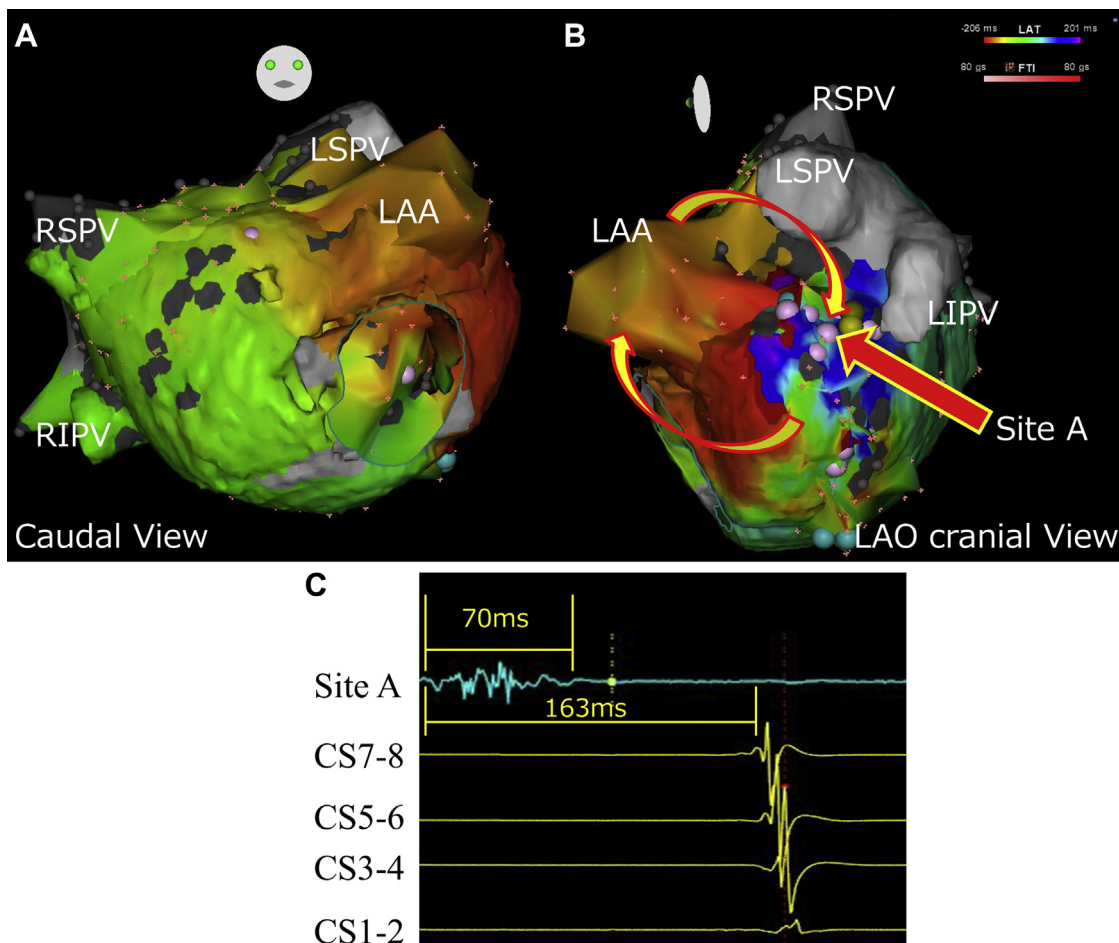 A
LSPV
LAA
RSPV
RIPV
Caudal View
B
-206 ms LAT 201 ms
80 gs FTI 80 gs
RSPV
LSPV
LAA
LIPV
Site A
LAO cranial View
C
70ms
Site A
163ms
CS7-8
CS5-6
CS3-4
CS1-2